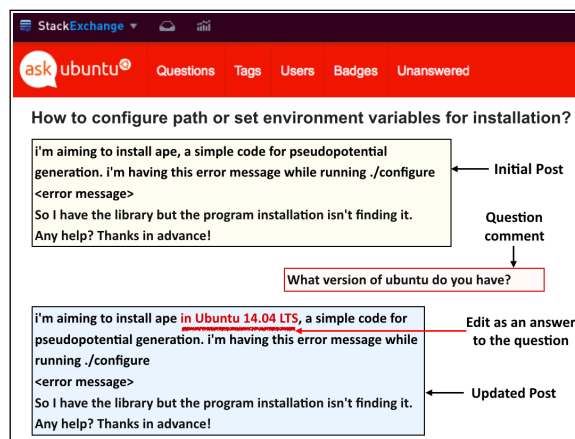 StackExchange
ask ubuntu Questions Tags Users Badges Unanswered
How to configure path or set environment variables for installation?
i'm aiming to install ape, a simple code for pseudopotential
generation. i'm having this error message while running ./configure
<error message>
So I have the library but the program installation isn't finding it.
Any help? Thanks in advance!
Initial Post
Question
comment
What version of ubuntu do you have?
i'm aiming to install ape in Ubuntu 14.04 LTS, a simple code for
pseudopotential generation. i'm having this error message while
running ./configure
<error message>
So I have the library but the program installation isn't finding it.
Any help? Thanks in advance!
Edit as an answer
to the question
Updated Post